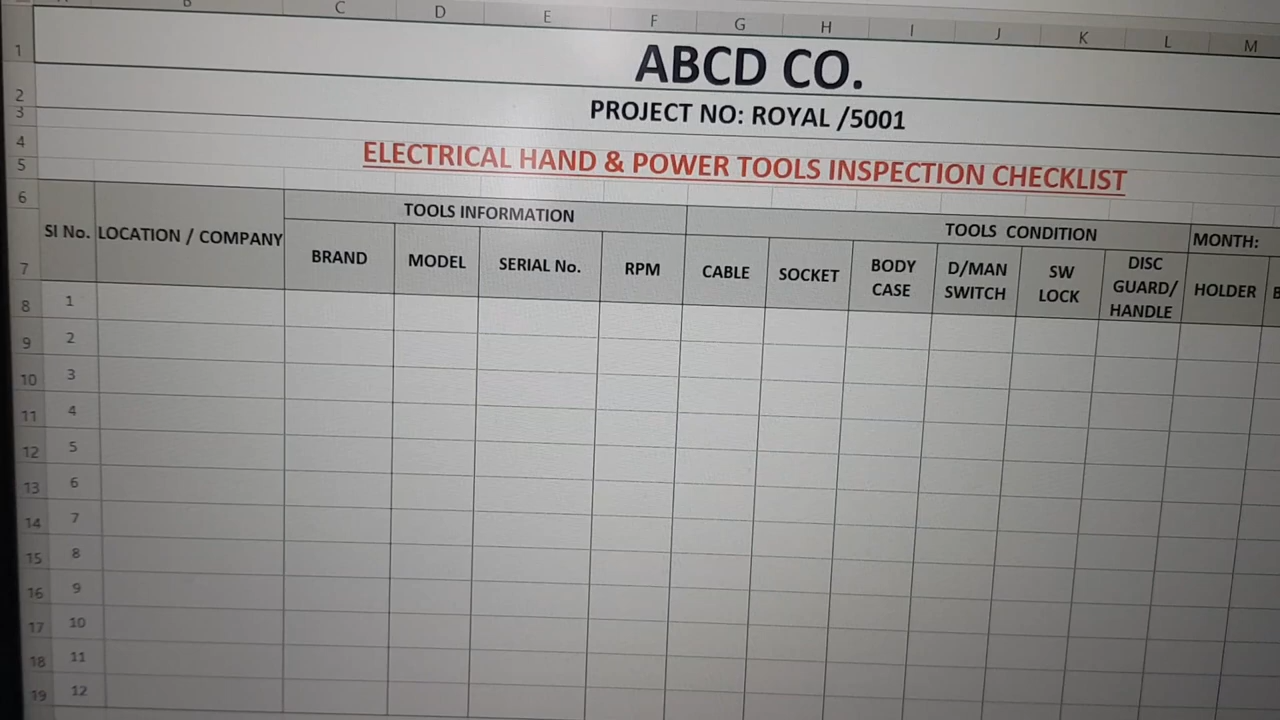 B C D E F G H I J K L M
1 ABCD CO.
2
3 PROJECT NO: ROYAL /5001
4
5 ELECTRICAL HAND & POWER TOOLS INSPECTION CHECKLIST
6 TOOLS INFORMATION TOOLS CONDITION MONTH:
7 SI No. LOCATION / COMPANY BRAND MODEL SERIAL No. RPM CABLE SOCKET BODY CASE D/MAN SWITCH SW LOCK DISC GUARD/ HANDLE HOLDER
8 1
9 2
10 3
11 4
12 5
13 6
14 7
15 8
16 9
17 10
18 11
19 12